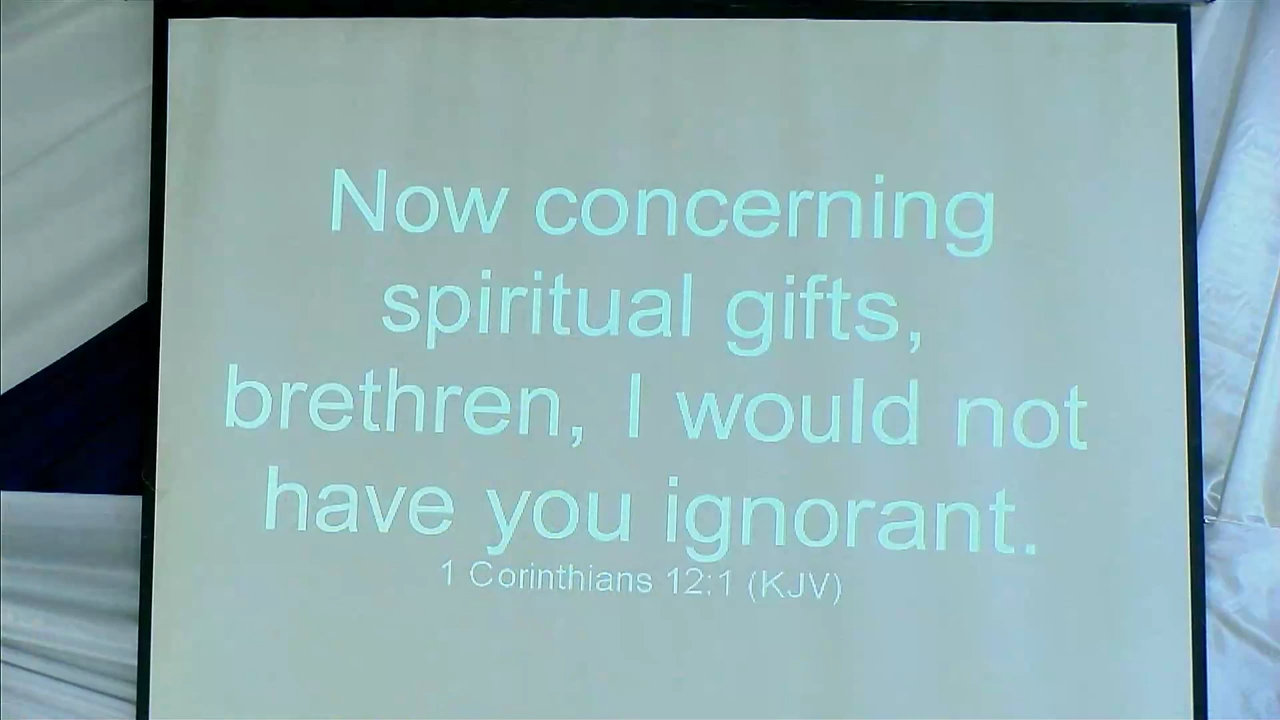 Now concerning
spiritual gifts,
brethren, I would not
have you ignorant.
1 Corinthians 12:1 (KJV)